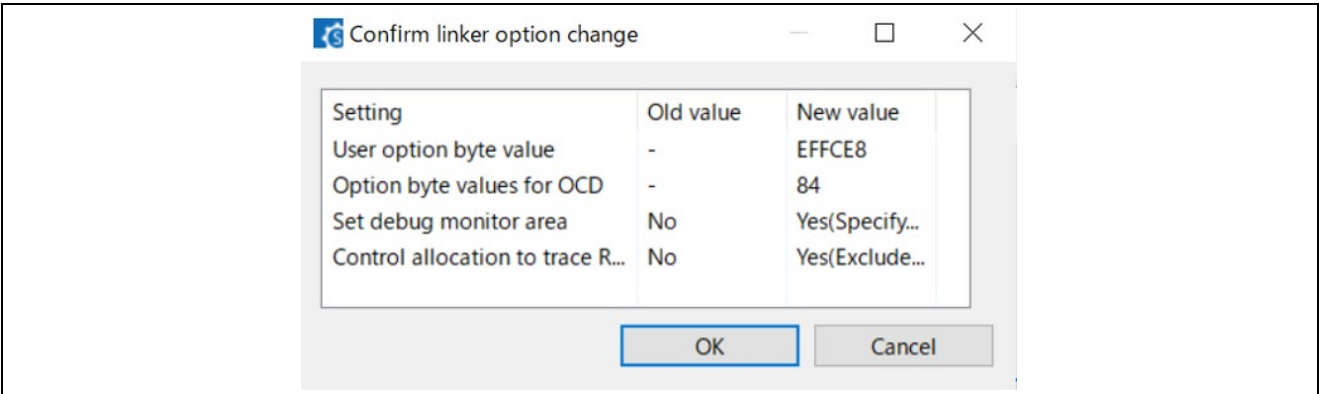 Confirm linker option change
Setting Old value New value
User option byte value - EFFCE8
Option byte values for OCD - 84
Set debug monitor area No Yes(Specify...
Control allocation to trace R... No Yes(Exclude...
OK Cancel